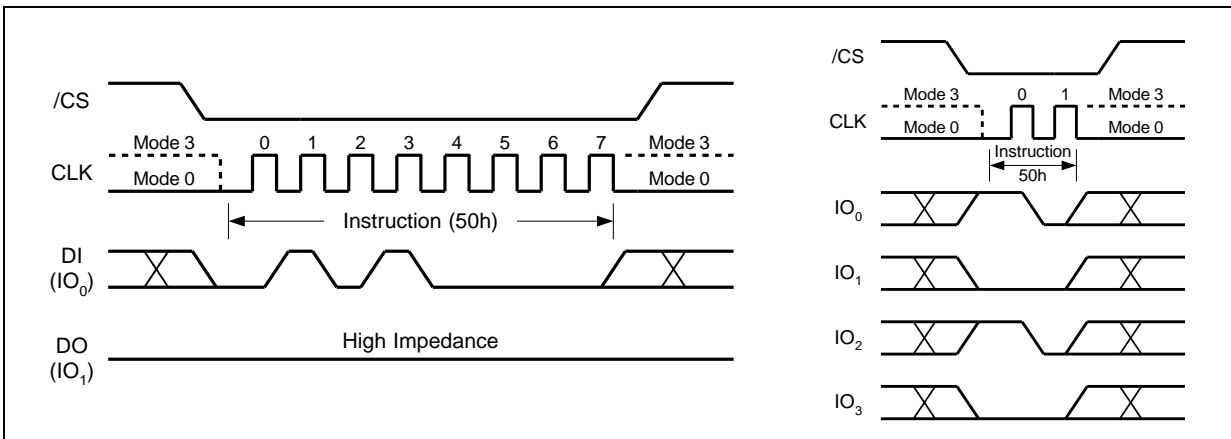 /CS
Mode 3 0 1 2 3 4 5 6 7 Mode 3
CLK
Mode 0 Mode 0
Instruction (50h)
DI
(IO0)
DO
(IO1)
High Impedance
/CS
Mode 3 0 1 Mode 3
CLK
Mode 0 Mode 0
Instruction
50h
IO0
IO1
IO2
IO3